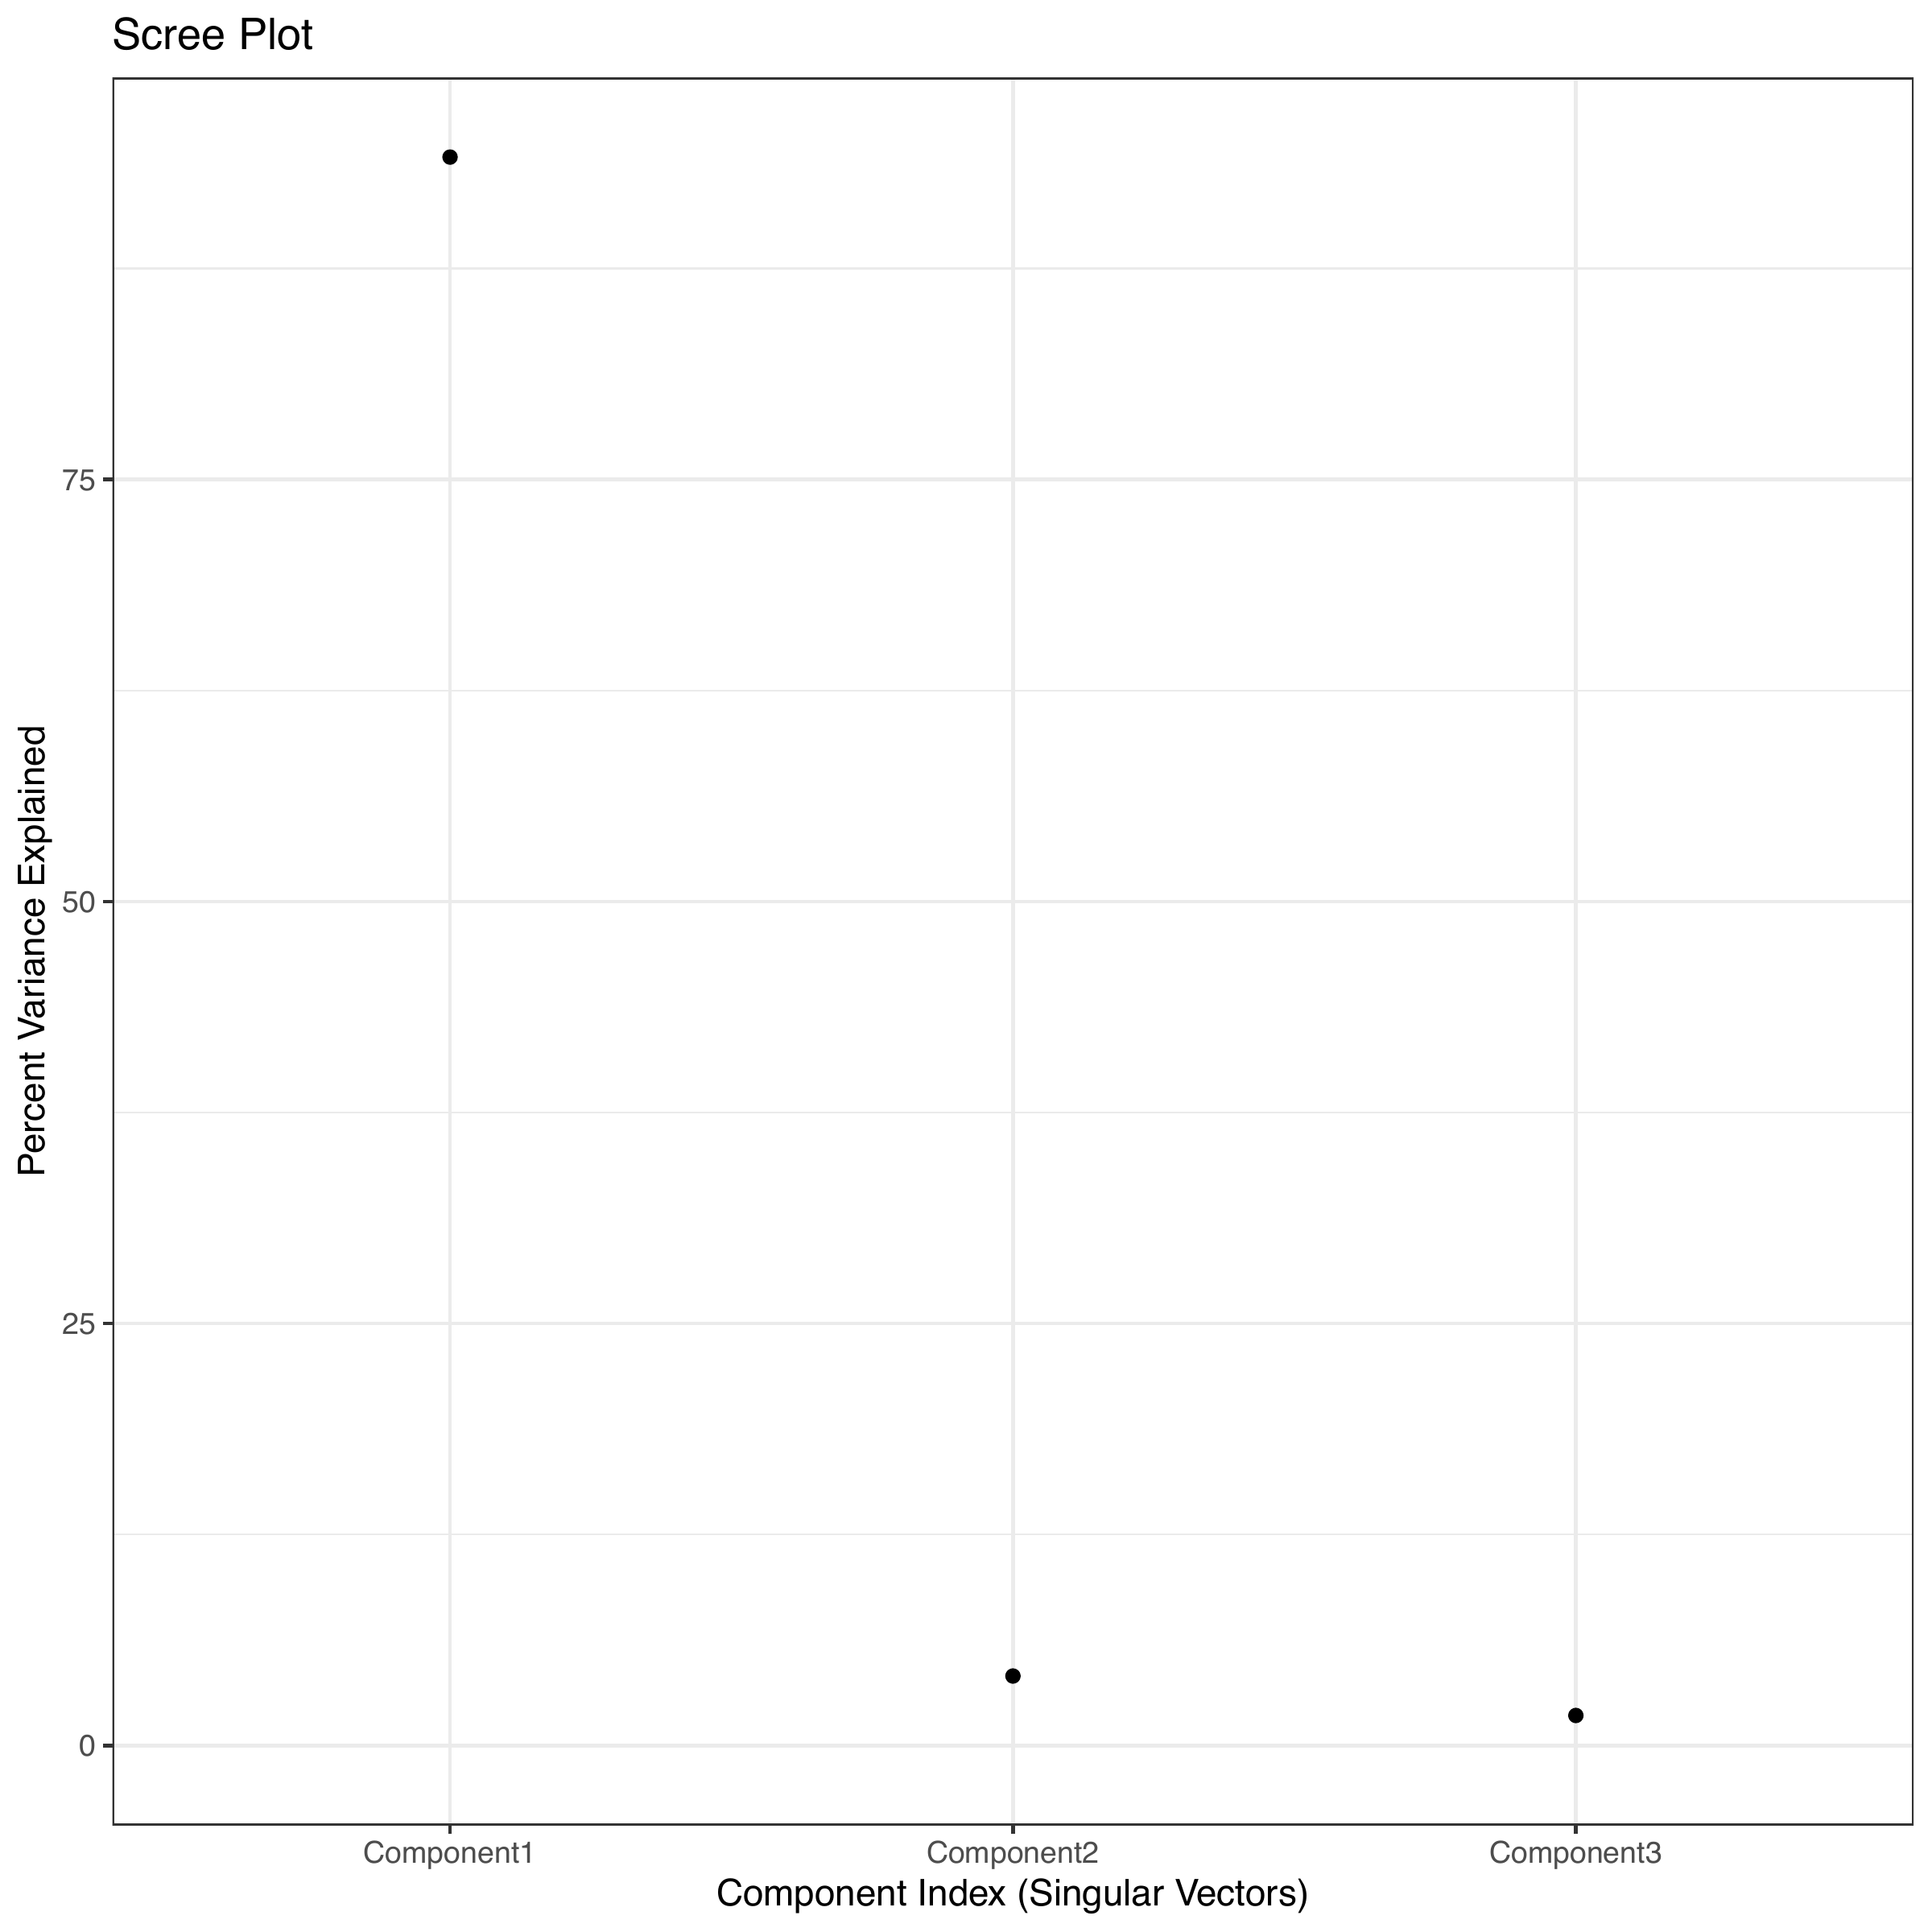 Scree Plot
Percent Variance Explained
75
50
25
0
Component1
Component2
Component3
Component Index (Singular Vectors)